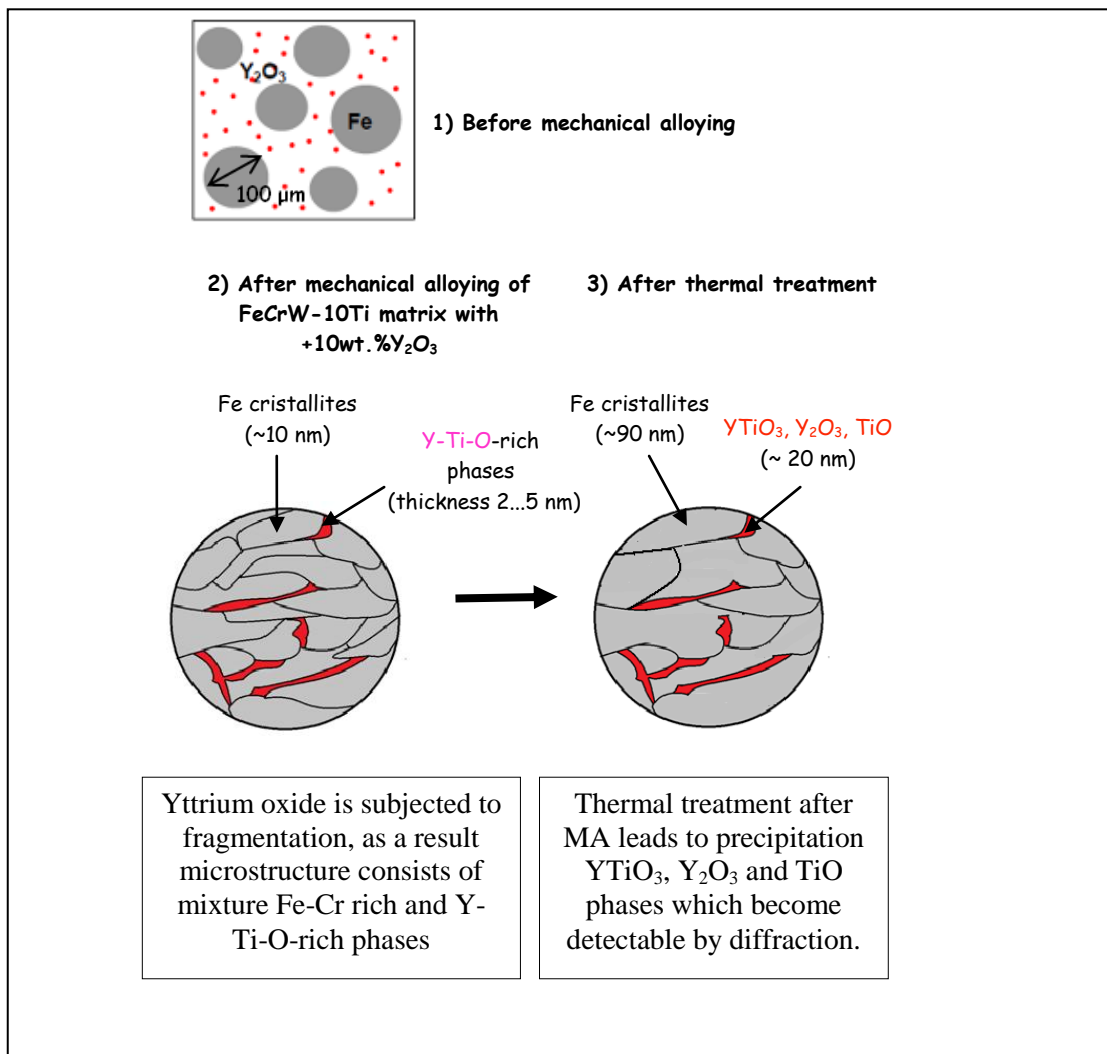 Y₂O₃
Fe
100 µm
1) Before mechanical alloying
2) After mechanical alloying of
FeCrW-10Ti matrix with
+10wt.%Y₂O₃
3) After thermal treatment
Fe cristallites
(~10 nm)
Y-Ti-O-rich
phases
(thickness 2...5 nm)
Fe cristallites
(~90 nm)
YTiO₃, Y₂O₃, TiO
(~ 20 nm)
Yttrium oxide is subjected to
fragmentation, as a result
microstructure consists of
mixture Fe-Cr rich and Y-
Ti-O-rich phases
Thermal treatment after
MA leads to precipitation
YTiO₃, Y₂O₃ and TiO
phases which become
detectable by diffraction.